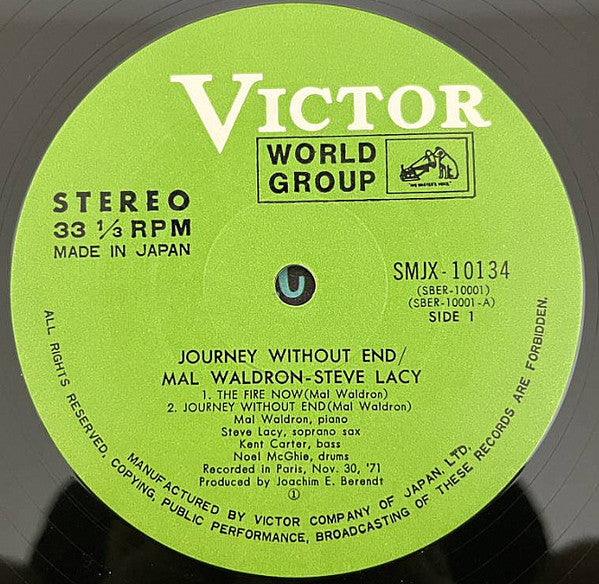 VICTOR
WORLD
GROUP
"HIS MASTER'S VOICE"
STEREO
33 1/3 RPM
MADE IN JAPAN
SMJX-10134
(SBER-10001)
(SBER-10001-A)
SIDE 1
JOURNEY WITHOUT END/
MAL WALDRON-STEVE LACY
1. THE FIRE NOW(Mal Waldron)
2. JOURNEY WITHOUT END(Mal Waldron)
Mal Waldron, piano
Steve Lacy, soprano sax
Kent Carter, bass
Noel McGhie, drums
Recorded in Paris, Nov. 30, '71
Produced by Joachim E. Berendt
①
MANUFACTURED BY VICTOR COMPANY OF JAPAN, LTD.
ALL RIGHTS RESERVED, COPYING, PUBLIC PERFORMANCE, BROADCASTING OF THESE RECORDS ARE FORBIDDEN.